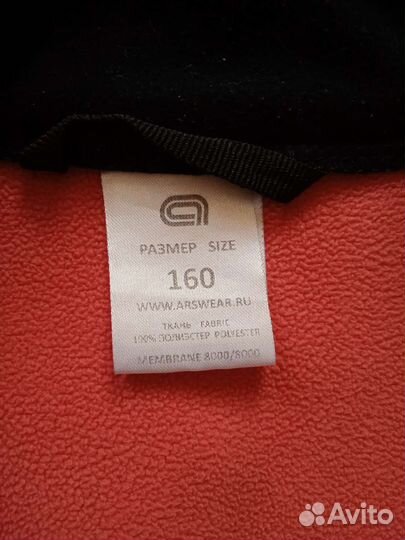 РАЗМЕР SIZE
160
WWW.ARSWEAR.RU
ТКАНЬ FABRIC
100% ПОЛИЭСТЕР POLYESTER
MEMBRANE 8000/8000
Avito